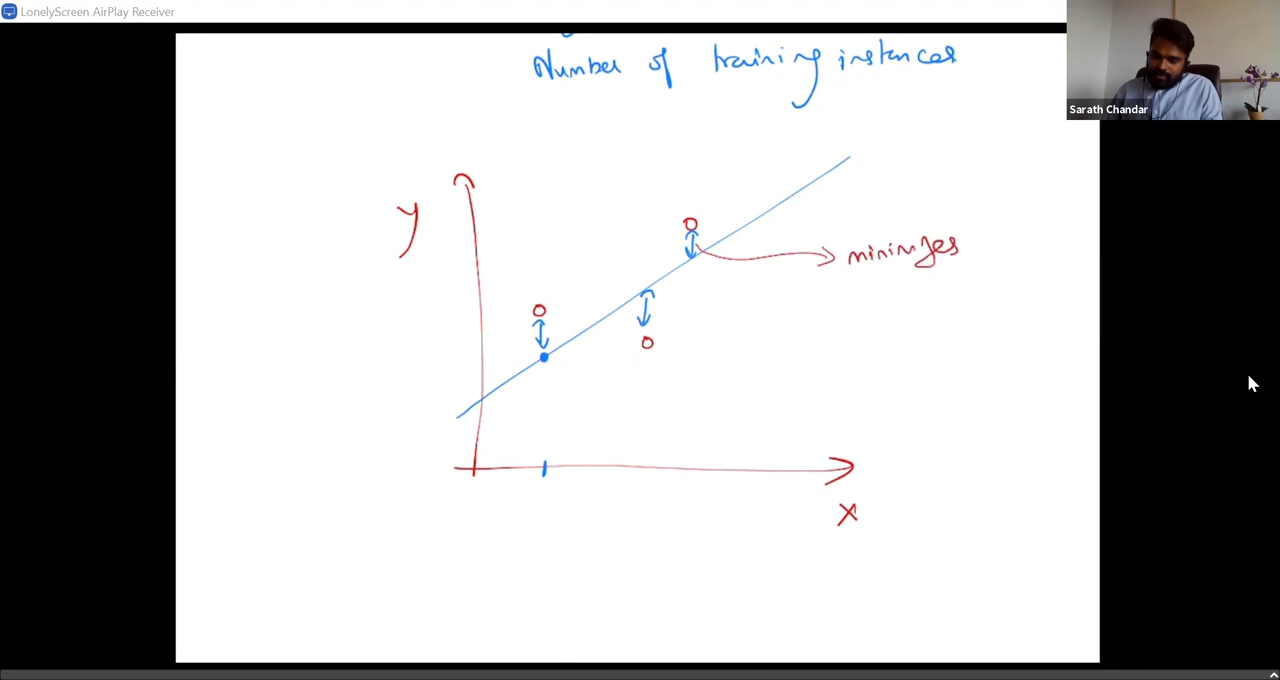 LonelyScreen AirPlay Receiver
Sarath Chandar
Number of training instances
y
minimizes
x